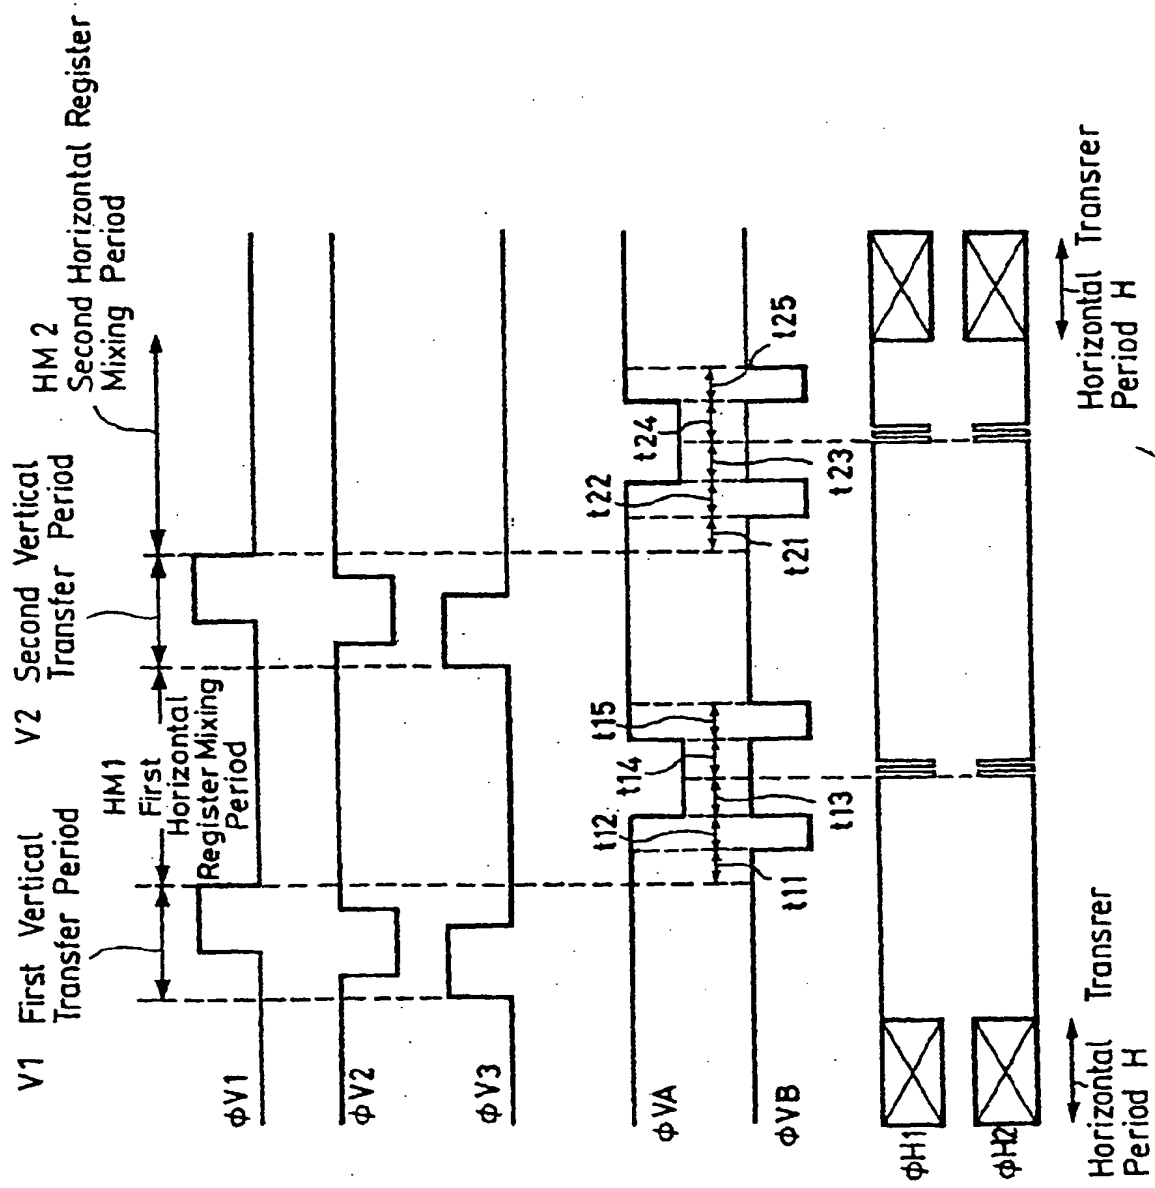 V1 First Vertical
Transfer Period
V2 Second Vertical
Transfer Period
HM1
First
Horizontal
Register Mixing
Period
HM2
Second Horizontal Register
Mixing Period
ΦV1
ΦV2
ΦV3
ΦVA
t12
t14
t15
t22
t24
ΦVB
t11
t13
t21
t23
t25
ΦH1
ΦH2
Horizontal Transrer
Period H
Horizontal Transrer
Period H